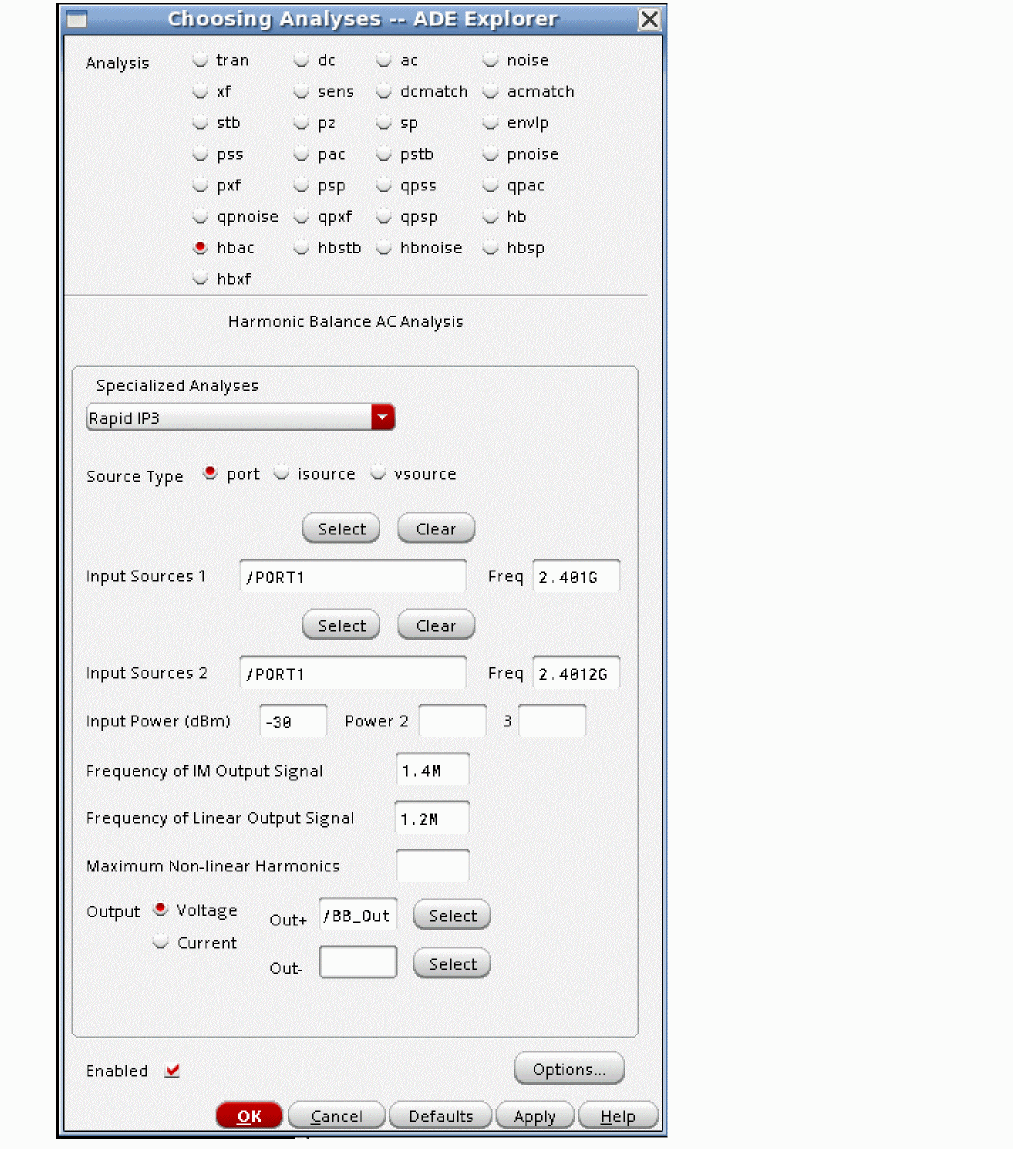 Choosing Analyses -- ADE Explorer
Analysis tran dc ac noise
xf sens dcmatch acmatch
stb pz sp envlp
pss pac pstb pnoise
pxf psp qpss qpac
qpnoise qpxf qpsp hb
hbac hbstb hbnoise hbsp
hbxf
Harmonic Balance AC Analysis
Specialized Analyses
Rapid IP3
Source Type port isource vsource
Select Clear
Input Sources 1 /PORT1 Freq 2.401G
Select Clear
Input Sources 2 /PORT1 Freq 2.4012G
Input Power (dBm) -30 Power 2 3
Frequency of IM Output Signal 1.4M
Frequency of Linear Output Signal 1.2M
Maximum Non-linear Harmonics
Output Voltage Out+ /BB_Out Select
Current
Out- Select
Enabled Options...
OK Cancel Defaults Apply Help